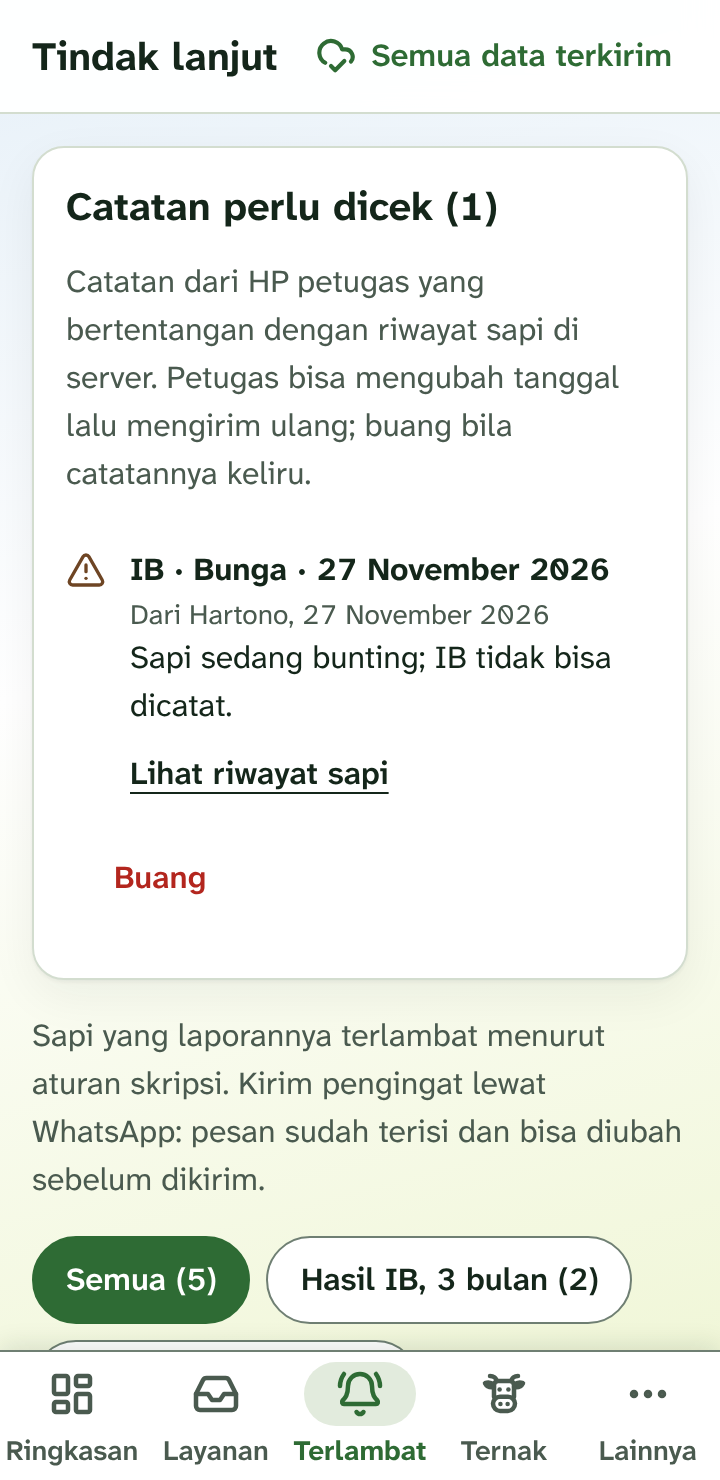 Tindak lanjut
Semua data terkirim
Catatan perlu dicek (1)
Catatan dari HP petugas yang
bertentangan dengan riwayat sapi di
server. Petugas bisa mengubah tanggal
lalu mengirim ulang; buang bila
catatannya keliru.
IB · Bunga · 27 November 2026
Dari Hartono, 27 November 2026
Sapi sedang bunting; IB tidak bisa
dicatat.
Lihat riwayat sapi
Buang
Sapi yang laporannya terlambat menurut
aturan skripsi. Kirim pengingat lewat
WhatsApp: pesan sudah terisi dan bisa diubah
sebelum dikirim.
Semua (5)
Hasil IB, 3 bulan (2)
Ringkasan
Layanan
Terlambat
Ternak
Lainnya